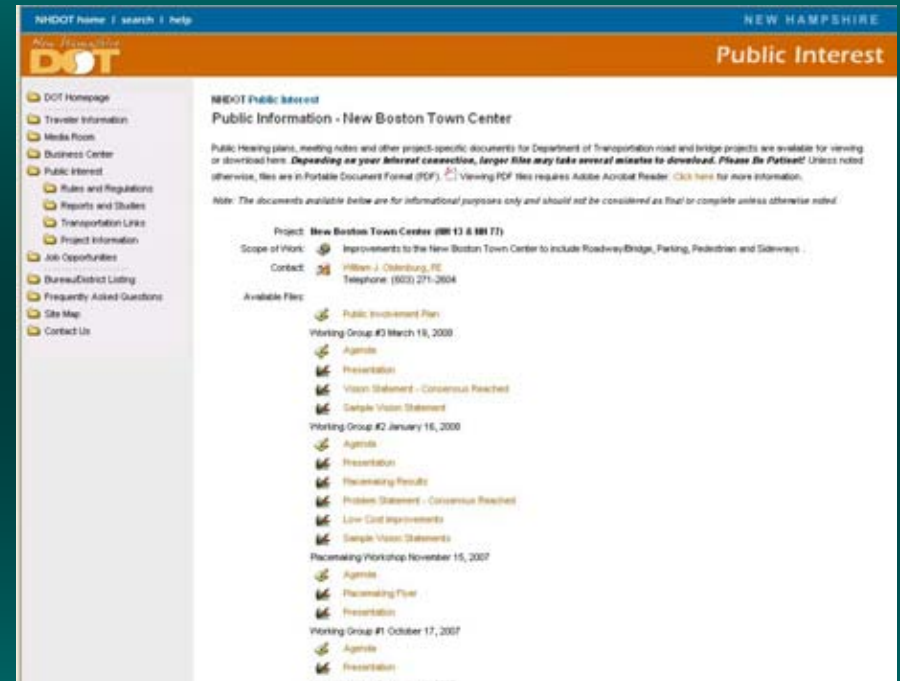 NHDOT home | search | help
NEW HAMPSHIRE
New Hampshire
DOT
Public Interest
DOT Homepage
Traveler Information
Media Room
Business Center
Public Interest
Rules and Regulations
Reports and Studies
Transportation Links
Project Information
Job Opportunities
Bureau/District Listing
Frequently Asked Questions
Site Map
Contact Us
NHDOT Public Interest
Public Information - New Boston Town Center
Public Hearing plans, meeting notes and other project-specific documents for Department of Transportation road and bridge projects are available for viewing
or download here. Depending on your Internet connection, larger files may take several minutes to download. Please Be Patient! Unless noted
otherwise, files are in Portable Document Format (PDF). Viewing PDF files requires Adobe Acrobat Reader. Click here for more information.
Note: The documents available below are for informational purposes only and should not be considered as final or complete unless otherwise noted.
Project: New Boston Town Center (NH 13 & NH 77)
Scope of Work: Improvements to the New Boston Town Center to include Roadway/Bridge, Parking, Pedestrian and Sideways .
Contact: William J. Oldenburg, PE
Telephone: (603) 271-2604
Available Files:
Public Involvement Plan
Working Group #3 March 19, 2008
Agenda
Presentation
Vision Statement - Consensus Reached
Sample Vision Statement
Working Group #2 January 16, 2008
Agenda
Presentation
Placemaking Results
Problem Statement - Consensus Reached
Low Cost Improvements
Sample Vision Statements
Placemaking Workshop November 15, 2007
Agenda
Placemaking Flyer
Presentation
Working Group #1 October 17, 2007
Agenda
Presentation